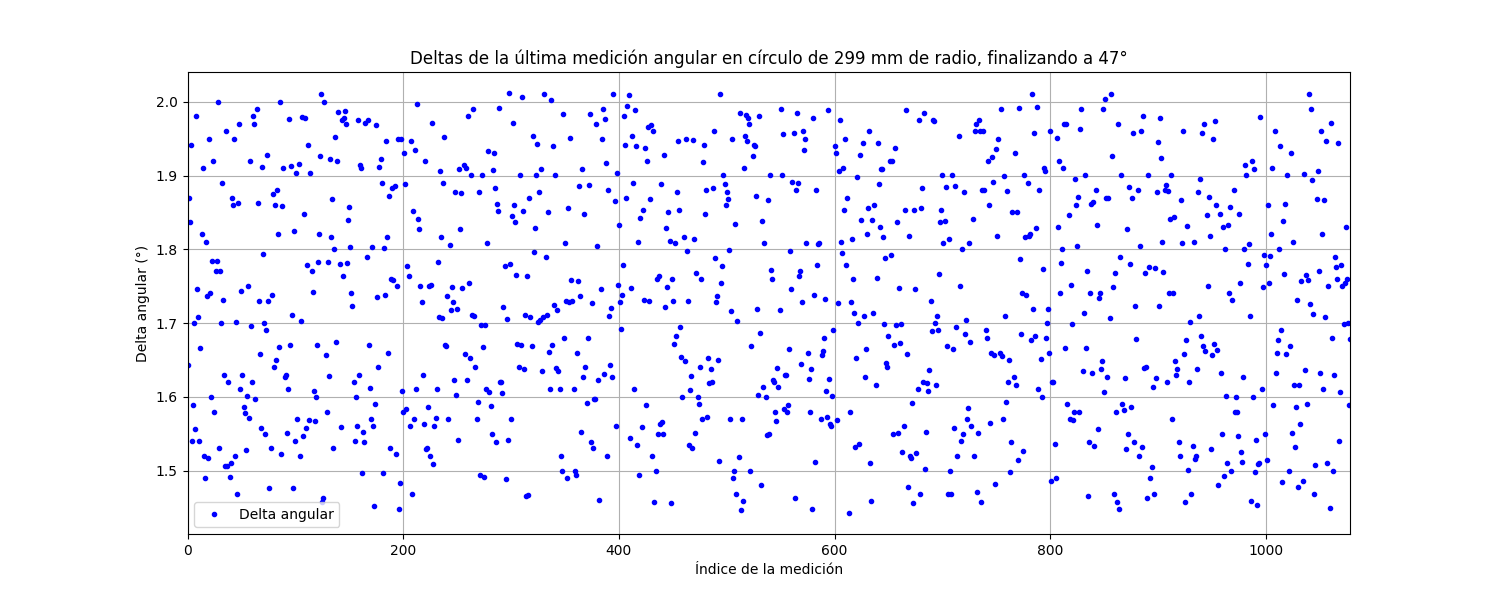 Deltas de la última medición angular en círculo de 299 mm de radio, finalizando a 47°
Delta angular (°)
2.0
1.9
1.8
1.7
1.6
1.5
Delta angular
0 200 400 600 800 1000
Índice de la medición